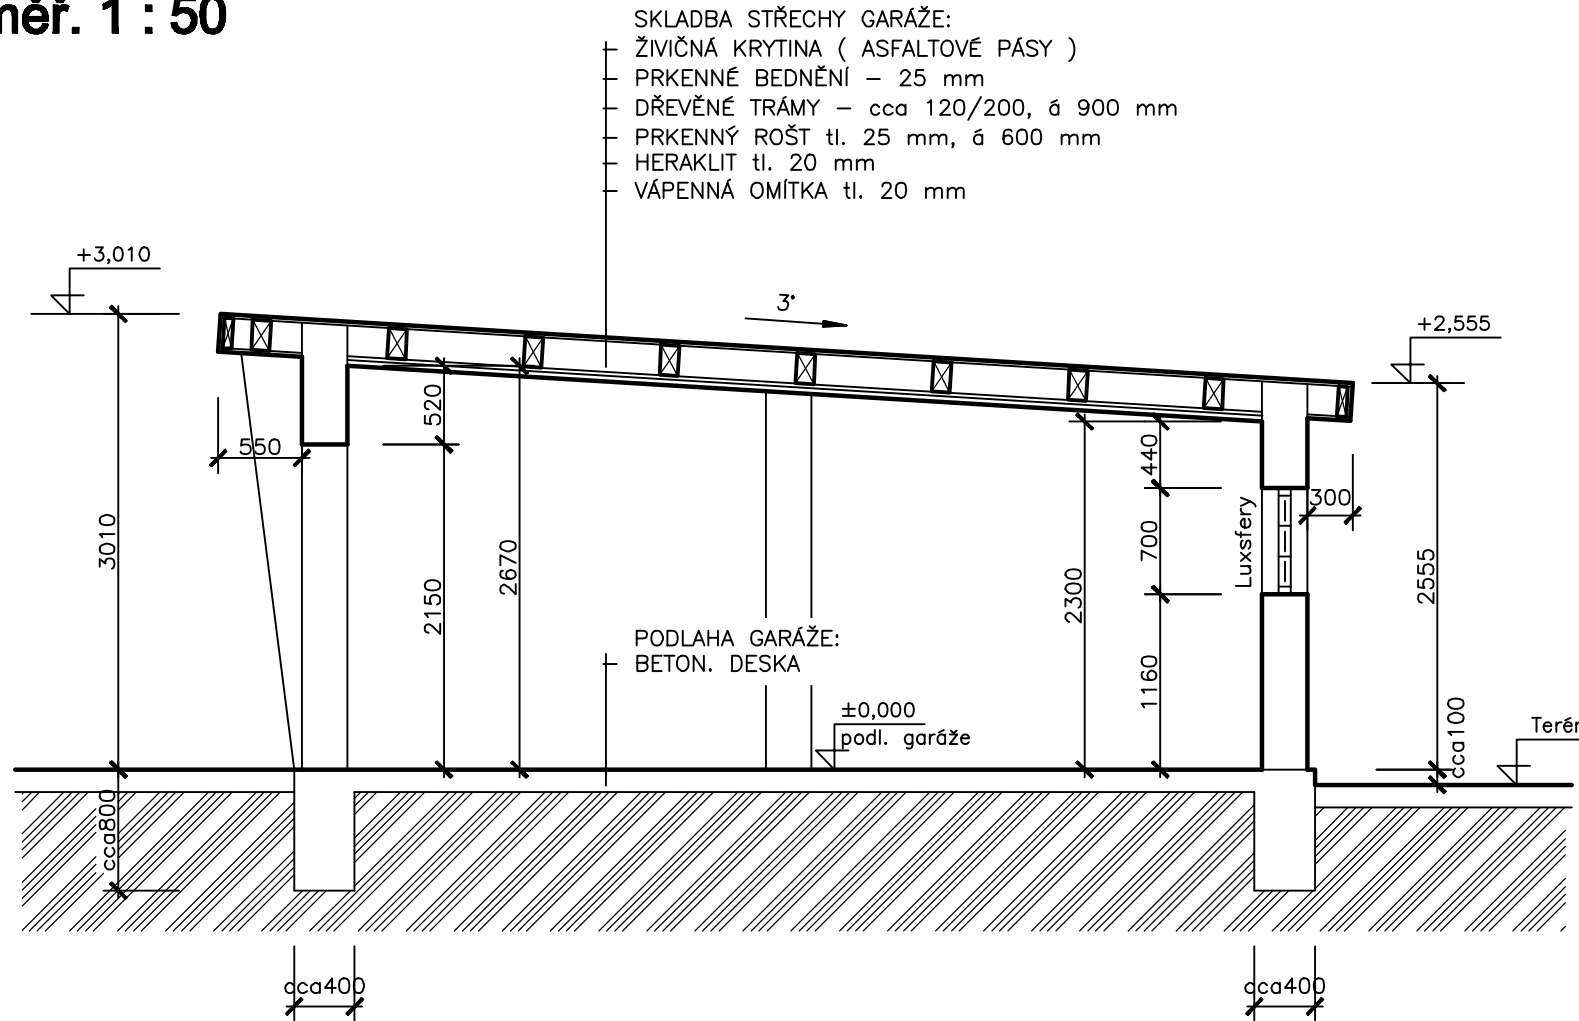 měř. 1 : 50
SKLADBA STŘECHY GARÁŽE:
ŽIVIČNÁ KRYTINA ( ASFALTOVÉ PÁSY )
PRKENNÉ BEDNĚNÍ – 25 mm
DŘEVĚNÉ TRÁMY – cca 120/200, á 900 mm
PRKENNÝ ROŠT tl. 25 mm, á 600 mm
HERAKLIT tl. 20 mm
VÁPENNÁ OMÍTKA tl. 20 mm
+3,010
3°
+2,555
520
550
440
300
Luxsfery
3010
2670
700
2555
2150
2300
PODLAHA GARÁŽE:
BETON. DESKA
1160
±0,000
podl. garáže
cca100
Terén
cca800
cca400
cca400